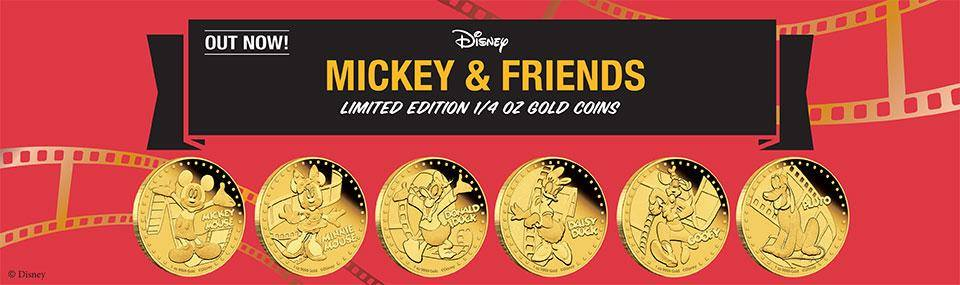 OUT NOW!
Disney
MICKEY & FRIENDS
LIMITED EDITION 1/4 OZ GOLD COINS
MICKEY
MOUSE
MINNIE
MOUSE
DONALD
DUCK
DAISY
DUCK
GOOFY
PLUTO
© Disney